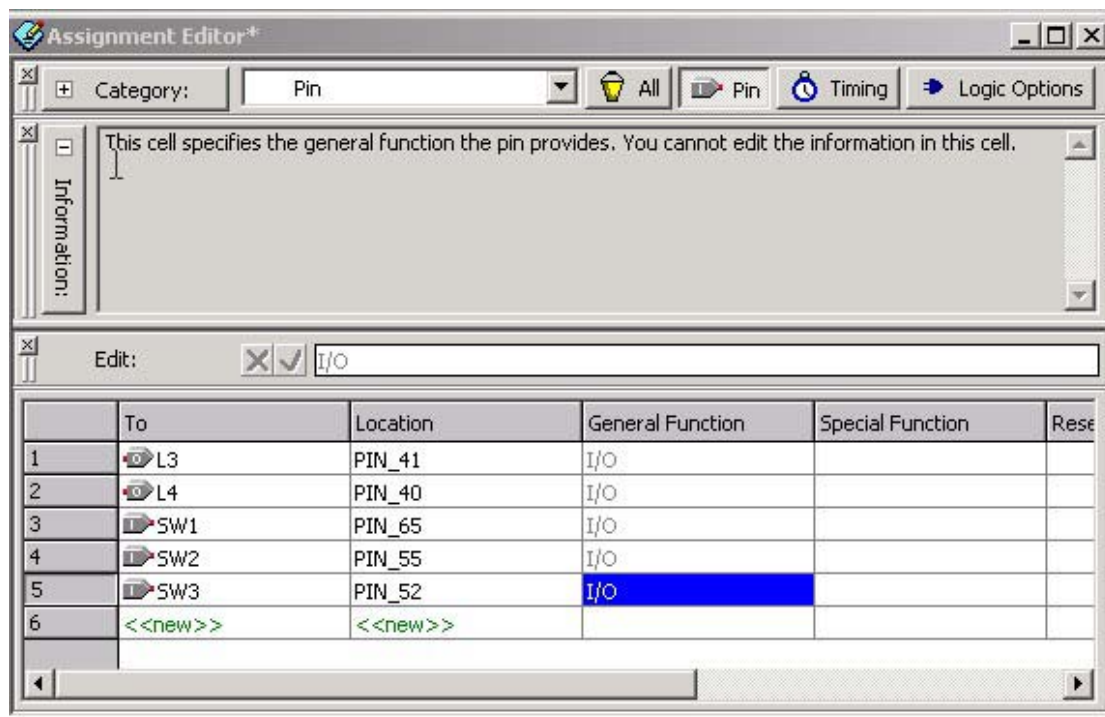 Assignment Editor*
Category: Pin All Pin Timing Logic Options
Information:
This cell specifies the general function the pin provides. You cannot edit the information in this cell.
Edit: I/O
To Location General Function Special Function Rese
1 L3 PIN_41 I/O
2 L4 PIN_40 I/O
3 SW1 PIN_65 I/O
4 SW2 PIN_55 I/O
5 SW3 PIN_52 I/O
6 <<new>> <<new>>